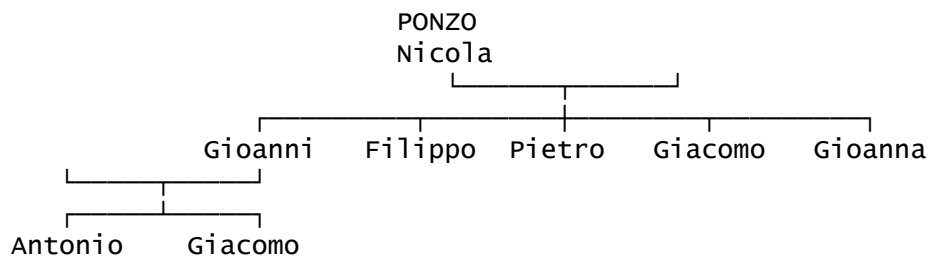 PONZO
Nicola
Gioanni Filippo Pietro Giacomo Gioanna
Antonio Giacomo